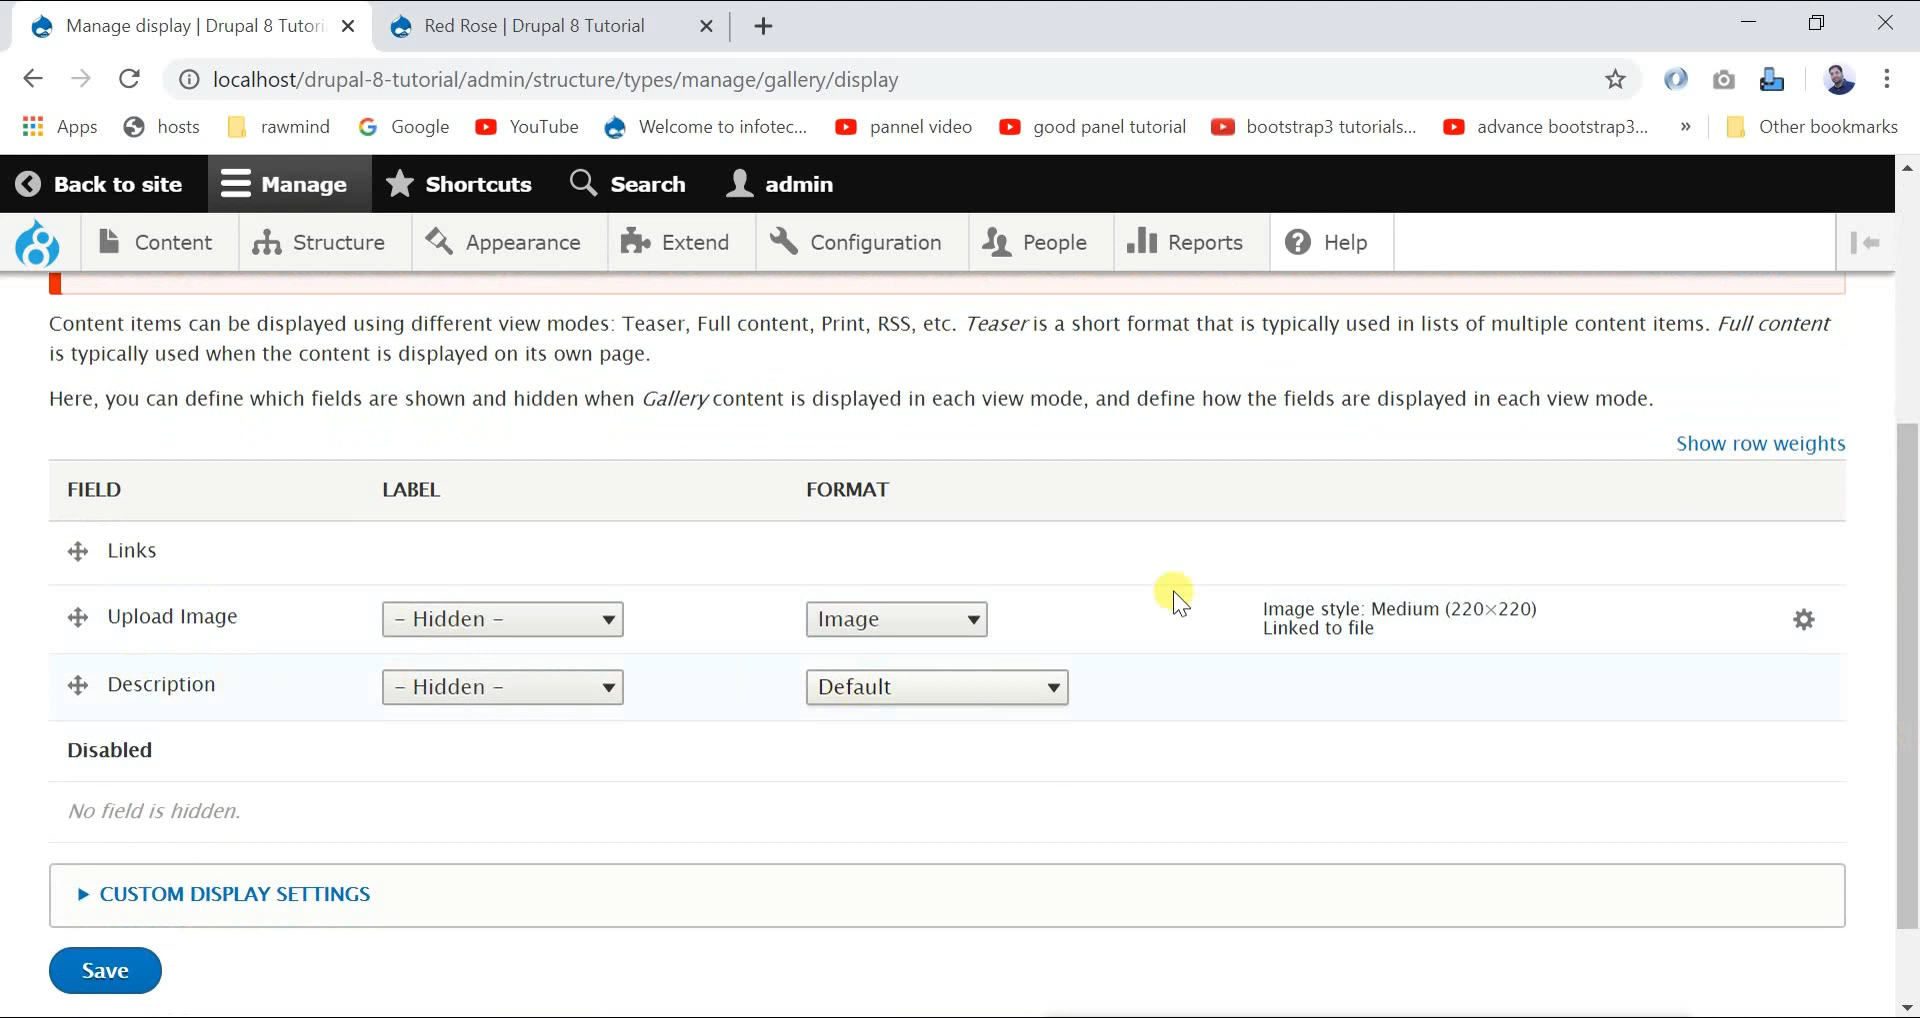 Manage display | Drupal 8 Tutori
Red Rose | Drupal 8 Tutorial
localhost/drupal-8-tutorial/admin/structure/types/manage/gallery/display
Apps hosts rawmind Google YouTube Welcome to infotec... pannel video good panel tutorial bootstrap3 tutorials... advance bootstrap3... » Other bookmarks
Back to site Manage Shortcuts Search admin
Content Structure Appearance Extend Configuration People Reports Help
Content items can be displayed using different view modes: Teaser, Full content, Print, RSS, etc. Teaser is a short format that is typically used in lists of multiple content items. Full content
is typically used when the content is displayed on its own page.
Here, you can define which fields are shown and hidden when Gallery content is displayed in each view mode, and define how the fields are displayed in each view mode.
Show row weights
FIELD LABEL FORMAT
Links
Upload Image - Hidden - Image Image style: Medium (220×220)
Linked to file
Description - Hidden - Default
Disabled
No field is hidden.
CUSTOM DISPLAY SETTINGS
Save